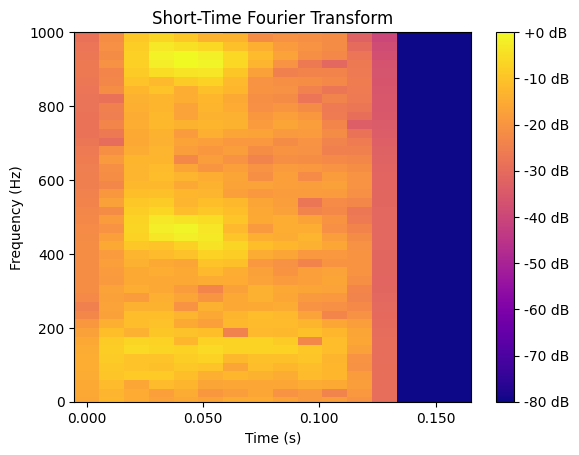 Short-Time Fourier Transform
1000
800
600
400
200
0
Frequency (Hz)
0.000
0.050
0.100
0.150
Time (s)
+0 dB
-10 dB
-20 dB
-30 dB
-40 dB
-50 dB
-60 dB
-70 dB
-80 dB